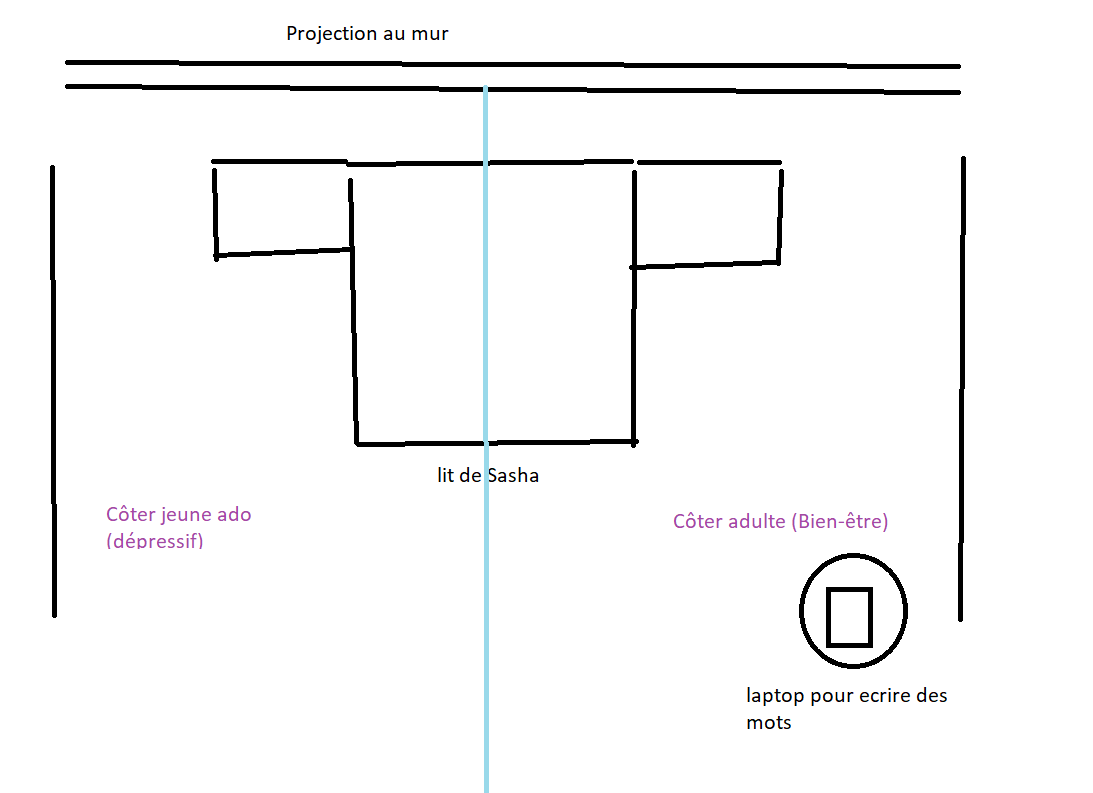 Projection au mur
lit de Sasha
Côter jeune ado
(dépressif)
Côter adulte (Bien-être)
laptop pour ecrire des
mots